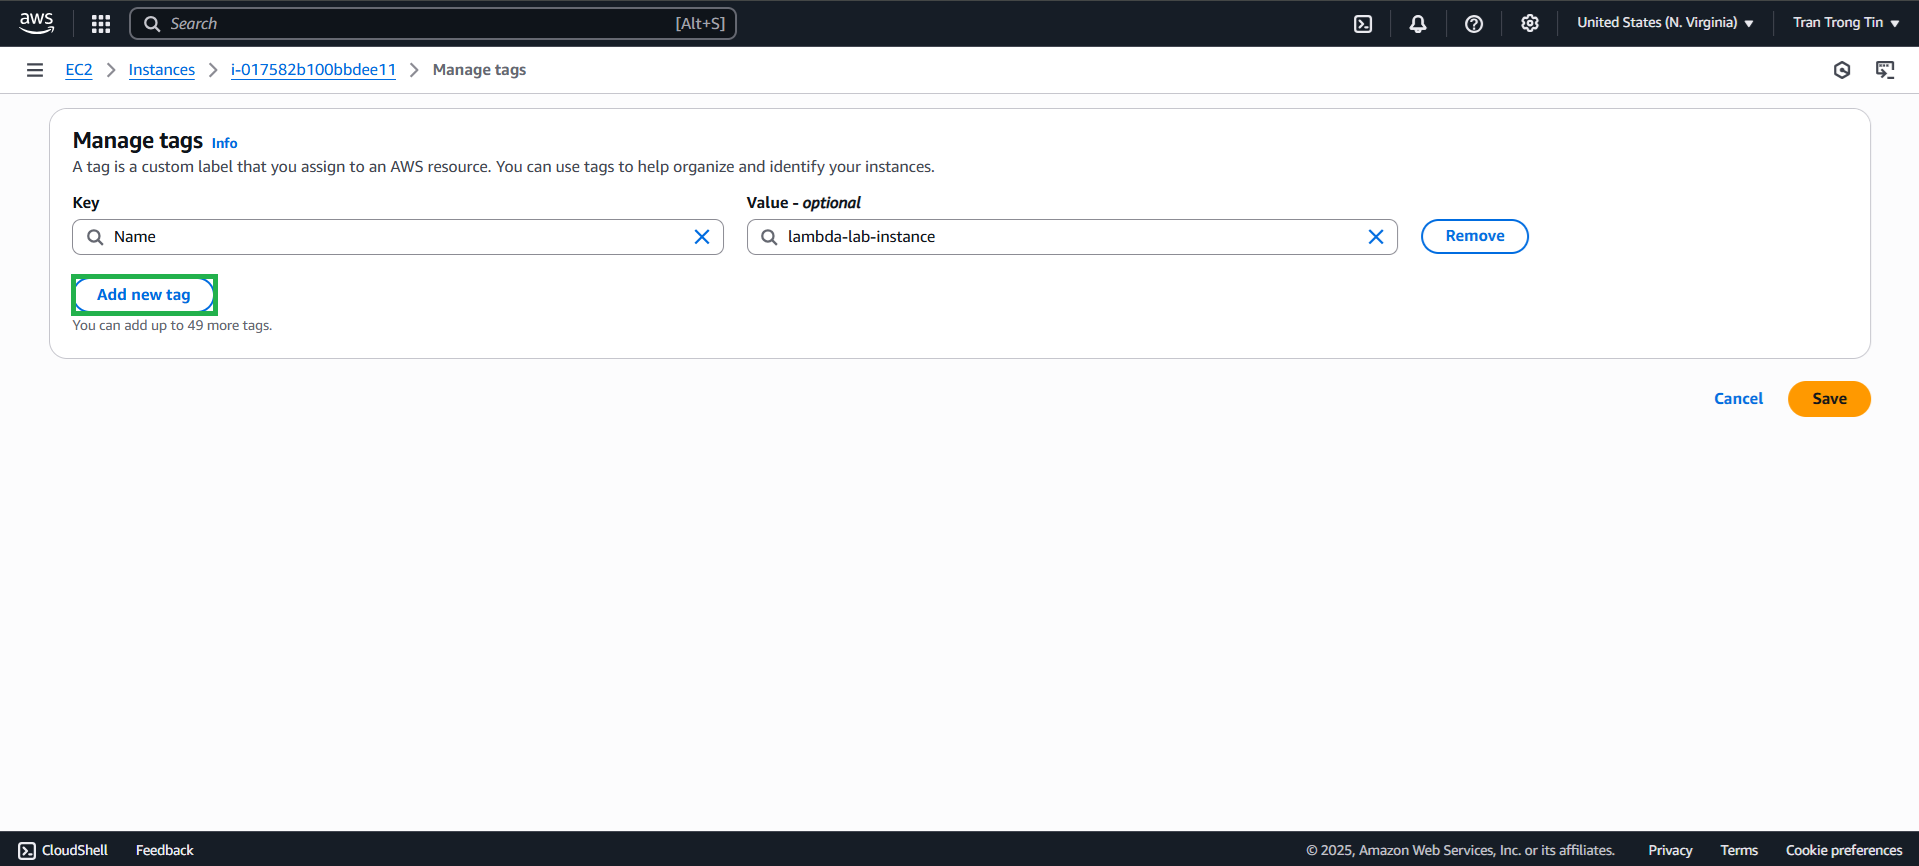 aws Search [Alt+S] United States (N. Virginia) Tran Trong Tin
EC2 Instances i-017582b100bbdee11 Manage tags
Manage tags Info
A tag is a custom label that you assign to an AWS resource. You can use tags to help organize and identify your instances.
Key Value - optional
Name lambda-lab-instance Remove
Add new tag
You can add up to 49 more tags.
Cancel Save
CloudShell Feedback © 2025, Amazon Web Services, Inc. or its affiliates. Privacy Terms Cookie preferences